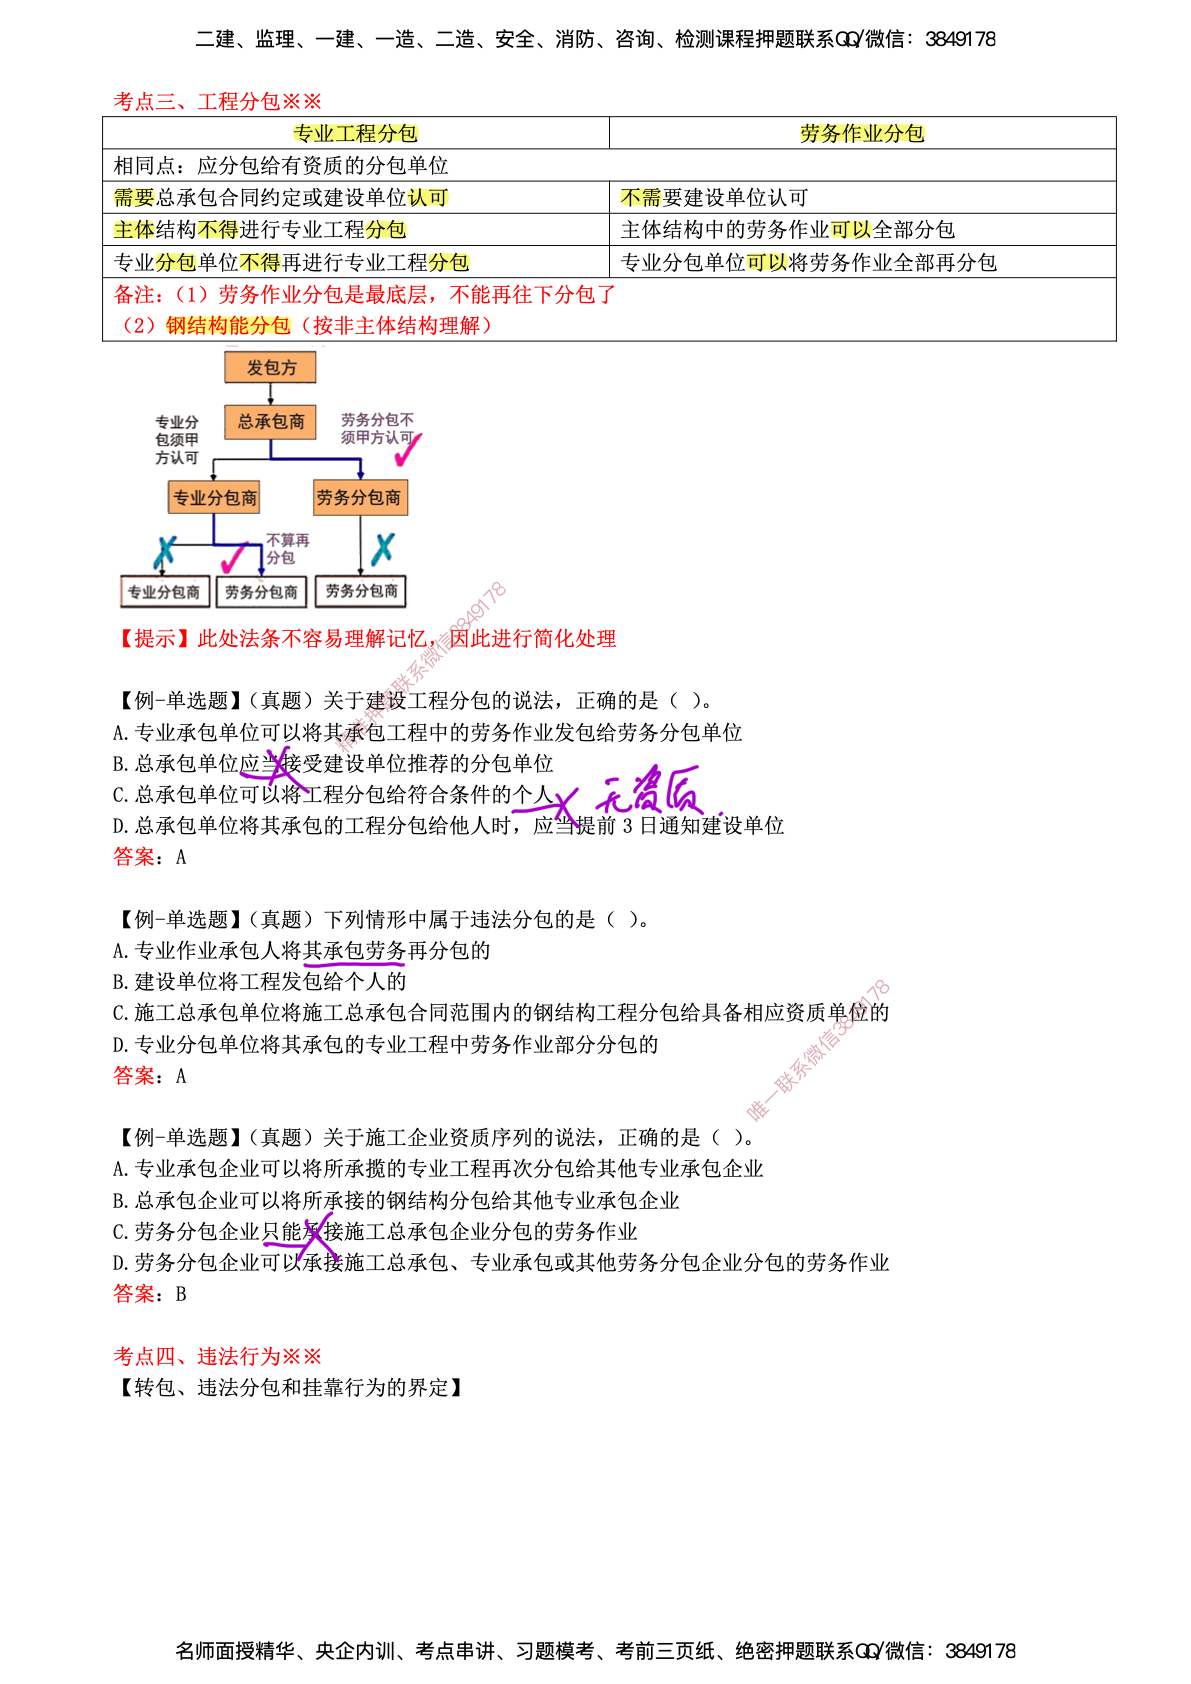 二建、监理、一建、一造、二造、安全、消防、咨询、检测课程押题联系QQ/微信：3849178
考点三、工程分包※※
专业工程分包 劳务作业分包
相同点：应分包给有资质的分包单位
需要总承包合同约定或建设单位认可 不需要建设单位认可
主体结构不得进行专业工程分包 主体结构中的劳务作业可以全部分包
专业分包单位不得再进行专业工程分包 专业分包单位可以将劳务作业全部再分包
备注：（1）劳务作业分包是最底层，不能再往下分包了
（2）钢结构能分包（按非主体结构理解）
发包方
总承包商
专业分
包须甲
方认可
劳务分包不
须甲方认可
专业分包商 劳务分包商
不算再
分包
专业分包商 劳务分包商 劳务分包商
【提示】此处法条不容易理解记忆，因此进行简化处理
精准押题联系微信3849178
【例-单选题】（真题）关于建设工程分包的说法，正确的是（ ）。
A.专业承包单位可以将其承包工程中的劳务作业发包给劳务分包单位
B.总承包单位应当接受建设单位推荐的分包单位
C.总承包单位可以将工程分包给符合条件的个人
无资质.
D.总承包单位将其承包的工程分包给他人时，应当提前 3 日通知建设单位
答案：A
【例-单选题】（真题）下列情形中属于违法分包的是（ ）。
A.专业作业承包人将其承包劳务再分包的
B.建设单位将工程发包给个人的
C.施工总承包单位将施工总承包合同范围内的钢结构工程分包给具备相应资质单位的
D.专业分包单位将其承包的专业工程中劳务作业部分分包的
答案：A
唯一联系微信3849178
【例-单选题】（真题）关于施工企业资质序列的说法，正确的是（ ）。
A.专业承包企业可以将所承揽的专业工程再次分包给其他专业承包企业
B.总承包企业可以将所承接的钢结构分包给其他专业承包企业
C.劳务分包企业只能承接施工总承包企业分包的劳务作业
D.劳务分包企业可以承接施工总承包、专业承包或其他劳务分包企业分包的劳务作业
答案：B
考点四、违法行为※※
【转包、违法分包和挂靠行为的界定】
名师面授精华、央企内训、考点串讲、习题模考、考前三页纸、绝密押题联系QQ/微信：3849178